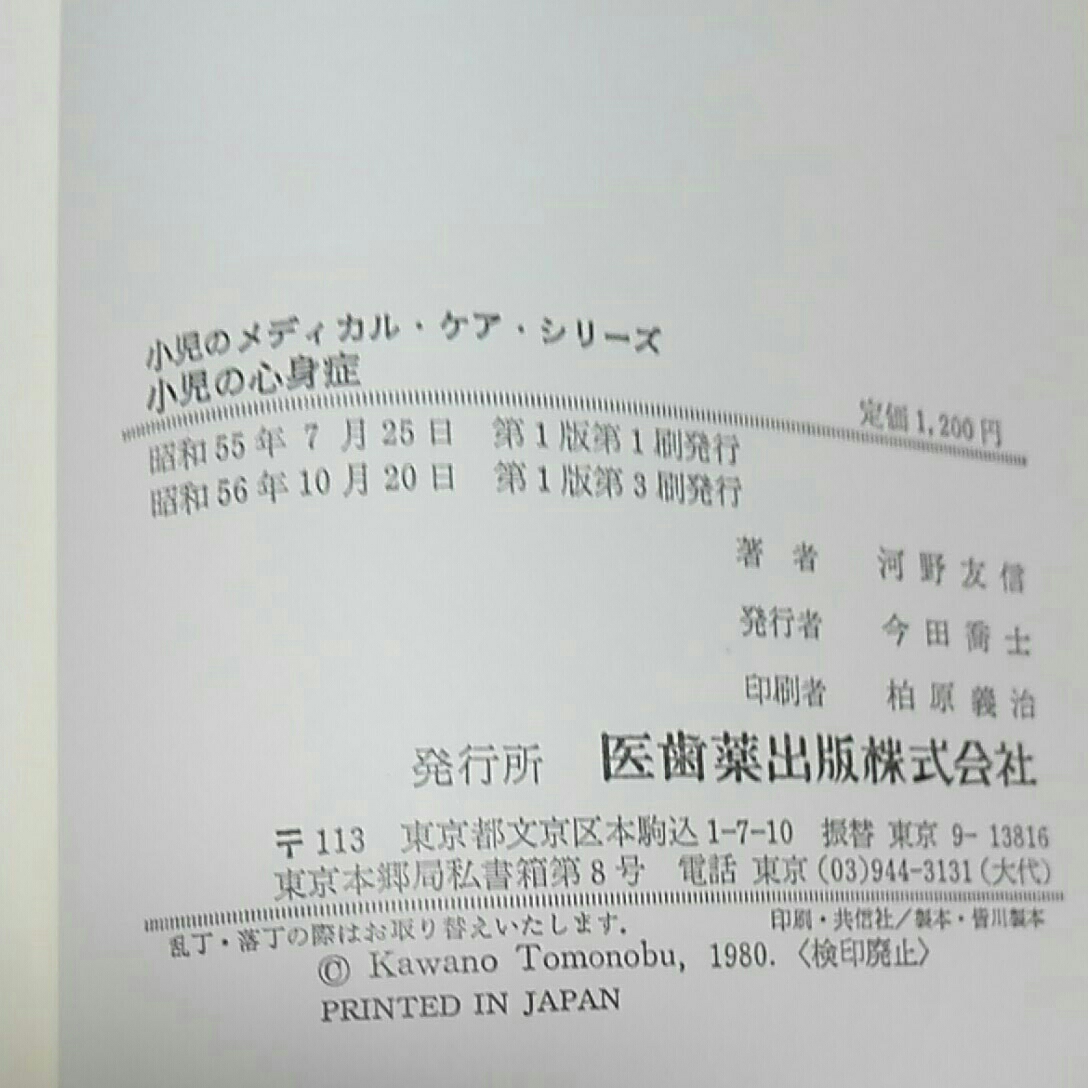 小児のメディカル・ケア・シリーズ
小児の心身症
定価1,200円
昭和55年7月25日 第1版第1刷発行
昭和56年10月20日 第1版第3刷発行
著者 河野友信
発行者 今田喬士
印刷者 柏原義治
発行所 医歯薬出版株式会社
〒113 東京都文京区本駒込1-7-10 振替 東京 9-13816
東京本郷局私書箱第8号 電話 東京 (03)944-3131(大代)
乱丁・落丁の際はお取り替えいたします. 印刷・共信社/製本・皆川製本
© Kawano Tomonobu, 1980. 〈検印廃止〉
PRINTED IN JAPAN